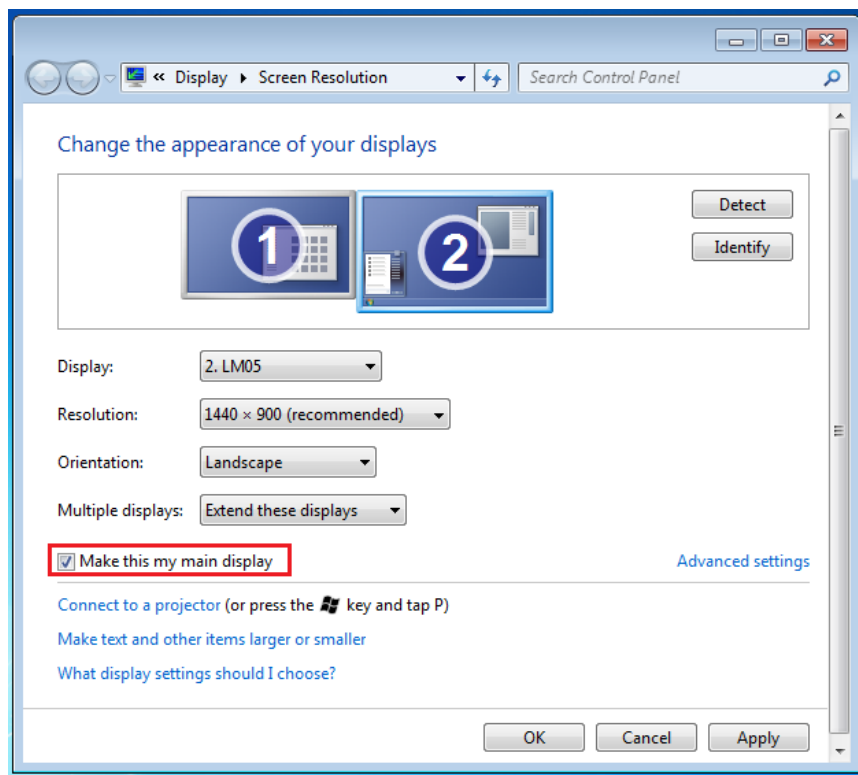 « Display ▸ Screen Resolution
Search Control Panel
Change the appearance of your displays
1
2
Detect
Identify
Display: 2. LM05
Resolution: 1440 × 900 (recommended)
Orientation: Landscape
Multiple displays: Extend these displays
Make this my main display
Advanced settings
Connect to a projector (or press the key and tap P)
Make text and other items larger or smaller
What display settings should I choose?
OK Cancel Apply